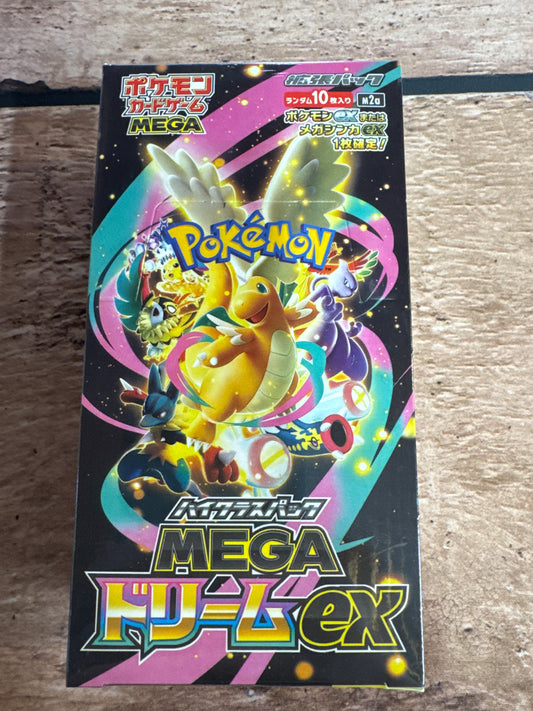 ポケモン
カードゲーム
MEGA
拡張パック
ランダム10枚入り
M2a
ポケモンexまたは
メガシンカex
1枚確定!
POKÉMON
ハイクラスパック
MEGA
ドリームex